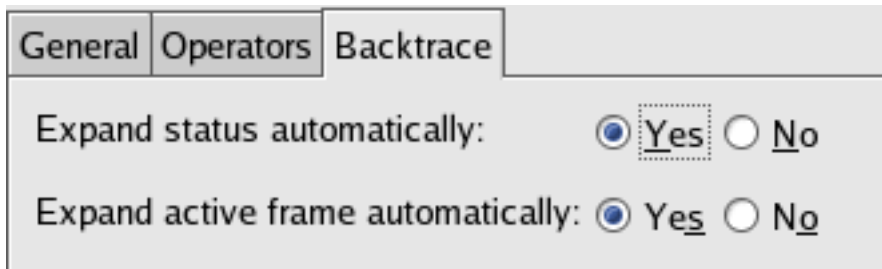 General Operators Backtrace
Expand status automatically: Yes No
Expand active frame automatically: Yes No